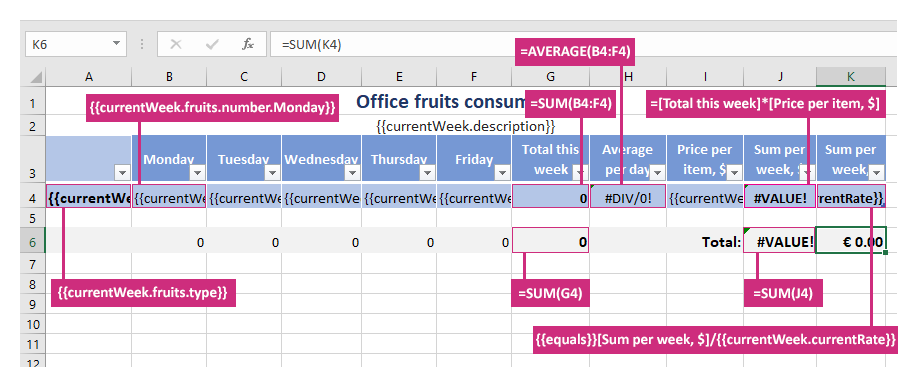 K6 fx =SUM(K4)
=AVERAGE(B4:F4)
A B C D E F G H I J K
{{currentWeek.fruits.number.Monday}}
1 Office fruits consum
=SUM(B4:F4)
=[Total this week]*[Price per item, $]
2 {{currentWeek.description}}
3 Monday Tuesday Wednesday Thursday Friday Total this week Average per day Price per item, $ Sum per week, $ Sum per week,
4 {{currentWe {{currentWe {{currentWe {{currentWe {{currentWe {{currentWe 0 #DIV/0! {{currentWe #VALUE! rentRate}}
5
6 0 0 0 0 0 0 Total: #VALUE! € 0.00
7
8
{{currentWeek.fruits.type}}
=SUM(G4)
=SUM(J4)
9
10
11
{{equals}}[Sum per week, $]/{{currentWeek.currentRate}}
12